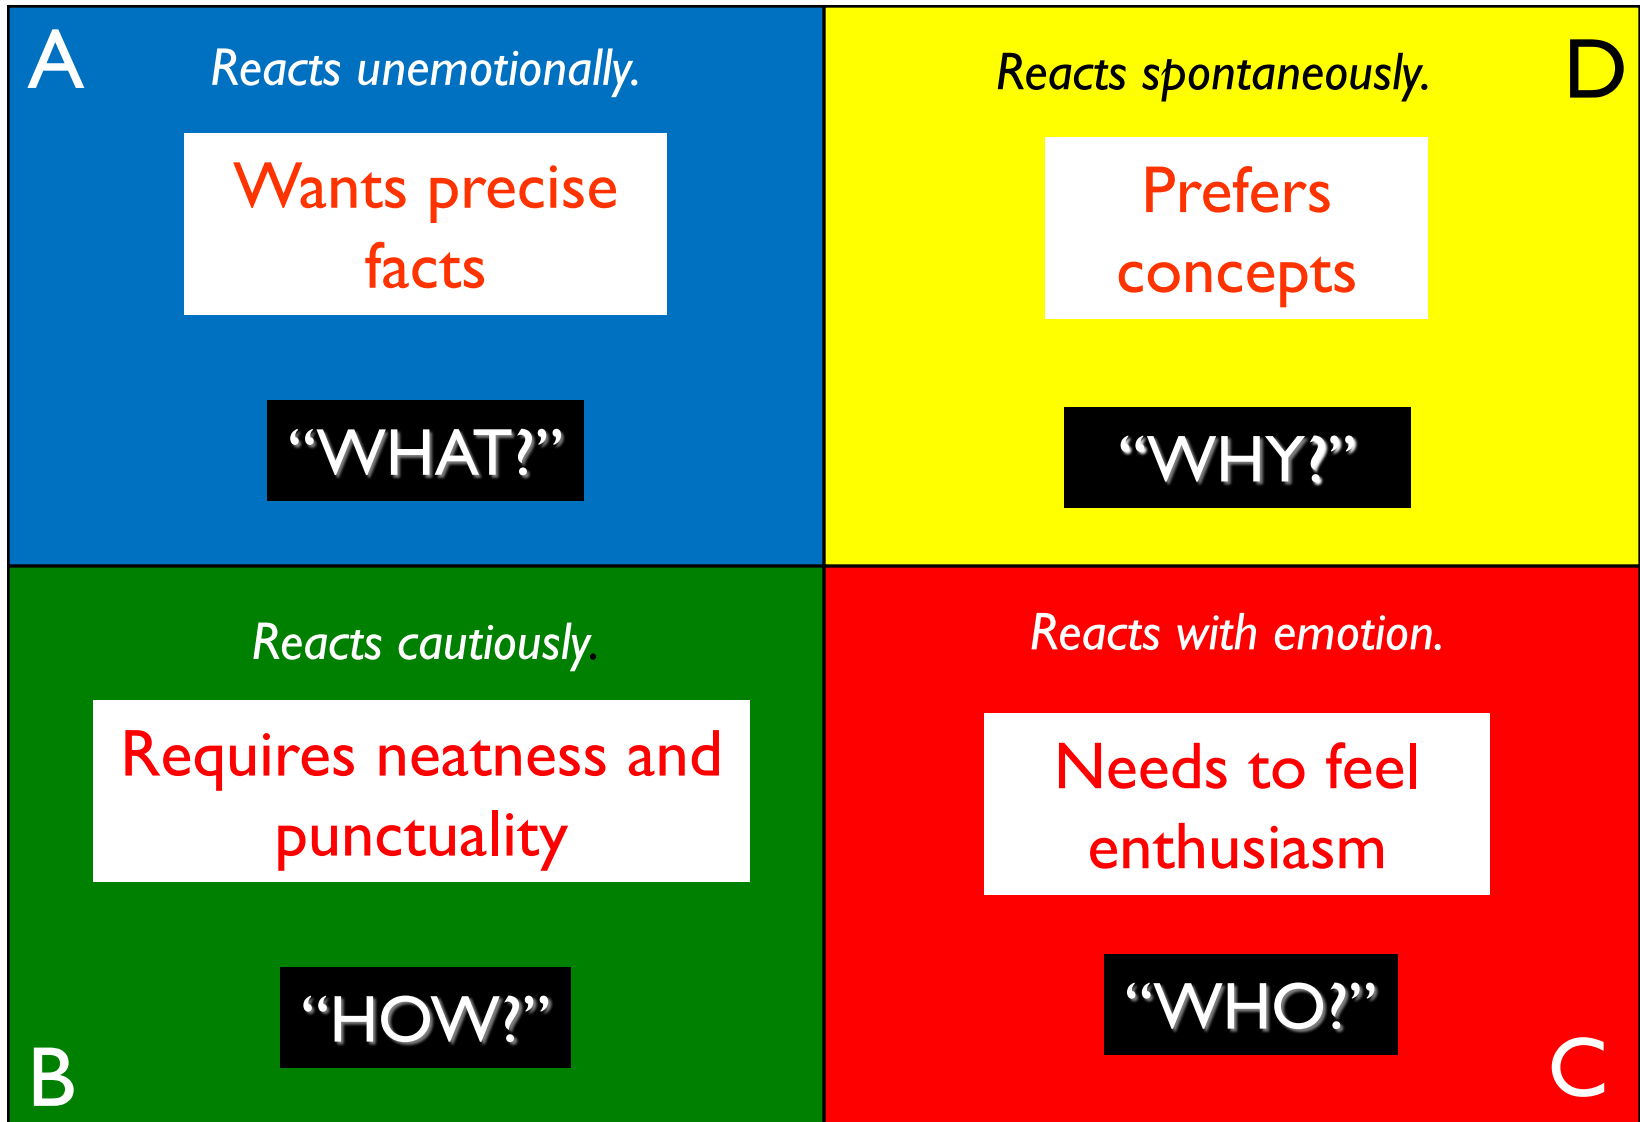 A
Reacts unemotionally.
Wants precise
facts
“WHAT?”
D
Reacts spontaneously.
Prefers
concepts
“WHY?”
B
Reacts cautiously.
Requires neatness and
punctuality
“HOW?”
C
Reacts with emotion.
Needs to feel
enthusiasm
“WHO?”